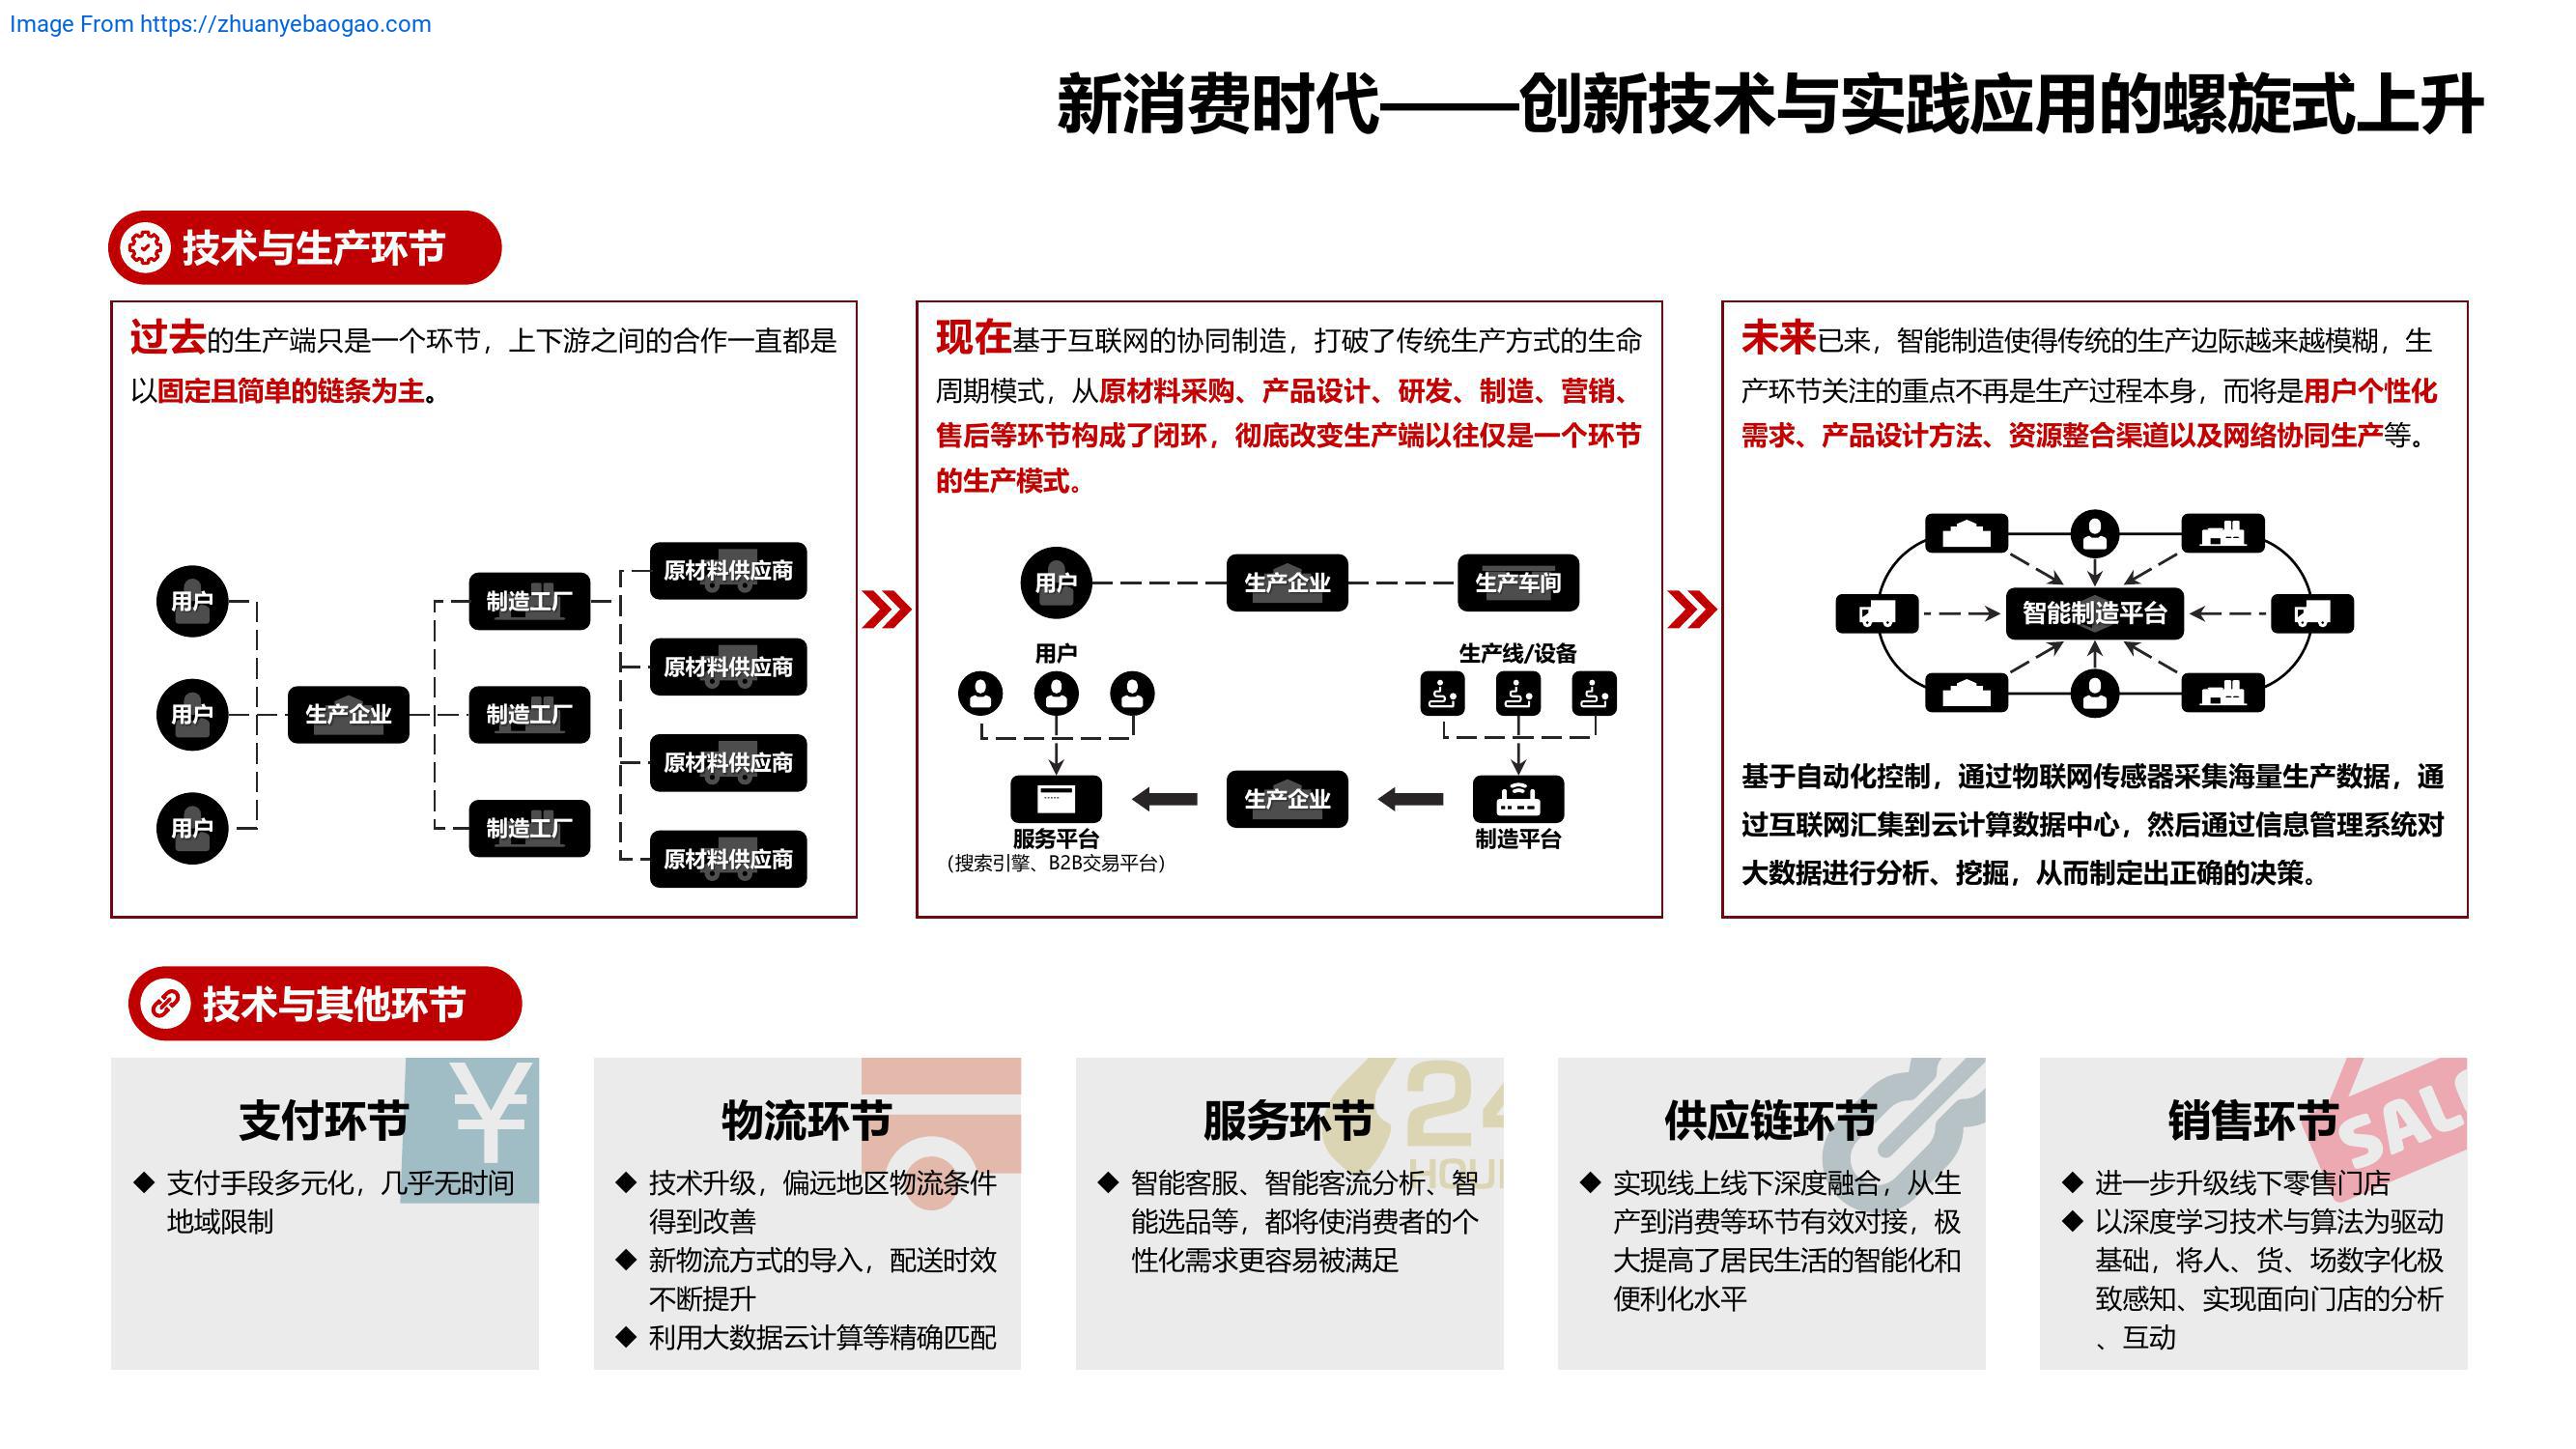 Image From https://zhuanyebaogao.com
新消费时代——创新技术与实践应用的螺旋式上升
技术与生产环节
过去的生产端只是一个环节，上下游之间的合作一直都是
以固定且简单的链条为主。
用户
用户
用户
生产企业
制造工厂
制造工厂
制造工厂
原材料供应商
原材料供应商
原材料供应商
原材料供应商
现在基于互联网的协同制造，打破了传统生产方式的生命
周期模式，从原材料采购、产品设计、研发、制造、营销、
售后等环节构成了闭环，彻底改变生产端以往仅是一个环节
的生产模式。
用户
生产企业
生产车间
用户
生产线/设备
生产企业
服务平台
(搜索引擎、B2B交易平台)
制造平台
未来已来，智能制造使得传统的生产边际越来越模糊，生
产环节关注的重点不再是生产过程本身，而将是用户个性化
需求、产品设计方法、资源整合渠道以及网络协同生产等。
智能制造平台
基于自动化控制，通过物联网传感器采集海量生产数据，通
过互联网汇集到云计算数据中心，然后通过信息管理系统对
大数据进行分析、挖掘，从而制定出正确的决策。
技术与其他环节
¥
支付环节
◆ 支付手段多元化，几乎无时间
地域限制
物流环节
◆ 技术升级，偏远地区物流条件
得到改善
◆ 新物流方式的导入，配送时效
不断提升
◆ 利用大数据云计算等精确匹配
24
HOU
服务环节
◆ 智能客服、智能客流分析、智
能选品等，都将使消费者的个
性化需求更容易被满足
供应链环节
◆ 实现线上线下深度融合，从生
产到消费等环节有效对接，极
大提高了居民生活的智能化和
便利化水平
SALE
销售环节
◆ 进一步升级线下零售门店
◆ 以深度学习技术与算法为驱动
基础，将人、货、场数字化极
致感知、实现面向门店的分析
、互动